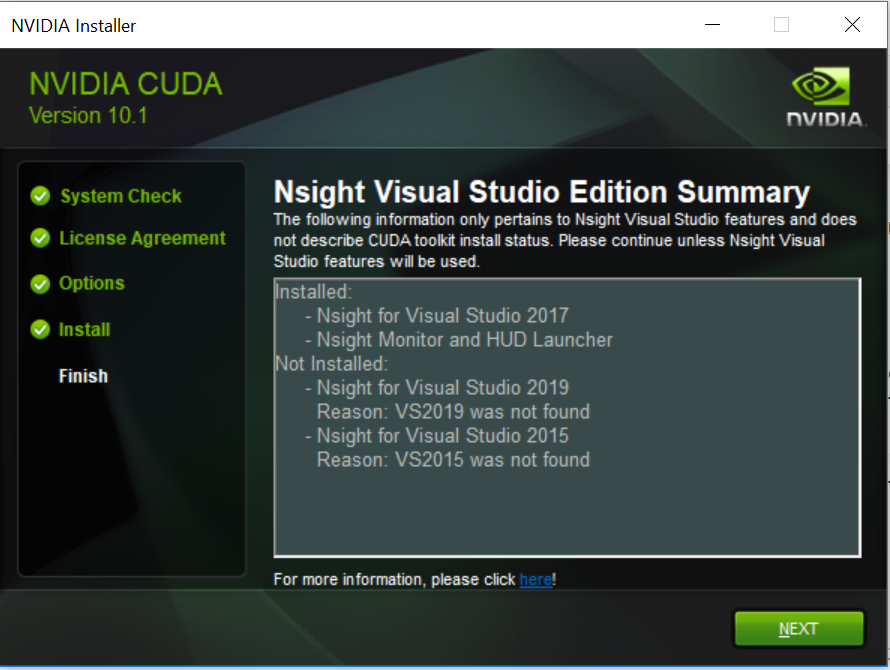 NVIDIA Installer
NVIDIA CUDA
Version 10.1
NVIDIA.
System Check
License Agreement
Options
Install
Finish
Nsight Visual Studio Edition Summary
The following information only pertains to Nsight Visual Studio features and does
not describe CUDA toolkit install status. Please continue unless Nsight Visual
Studio features will be used.
Installed:
- Nsight for Visual Studio 2017
- Nsight Monitor and HUD Launcher
Not Installed:
- Nsight for Visual Studio 2019
Reason: VS2019 was not found
- Nsight for Visual Studio 2015
Reason: VS2015 was not found
For more information, please click here!
NEXT